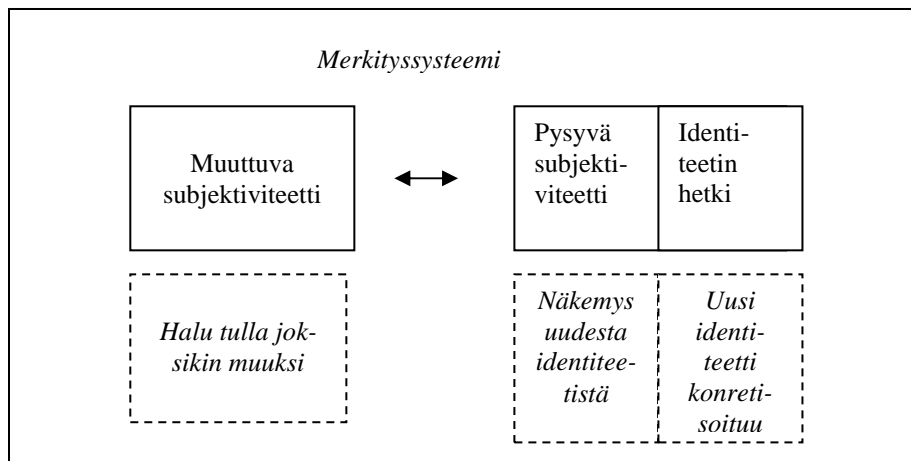 Merkityssysteemi
Muuttuva
subjektiviteetti
Pysyvä
subjekti-
viteetti
Identi-
teetin
hetki
Halu tulla jok-
sikin muuksi
Näkemys
uudesta
identitee-
tistä
Uusi
identi-
teetti
konreti-
soituu